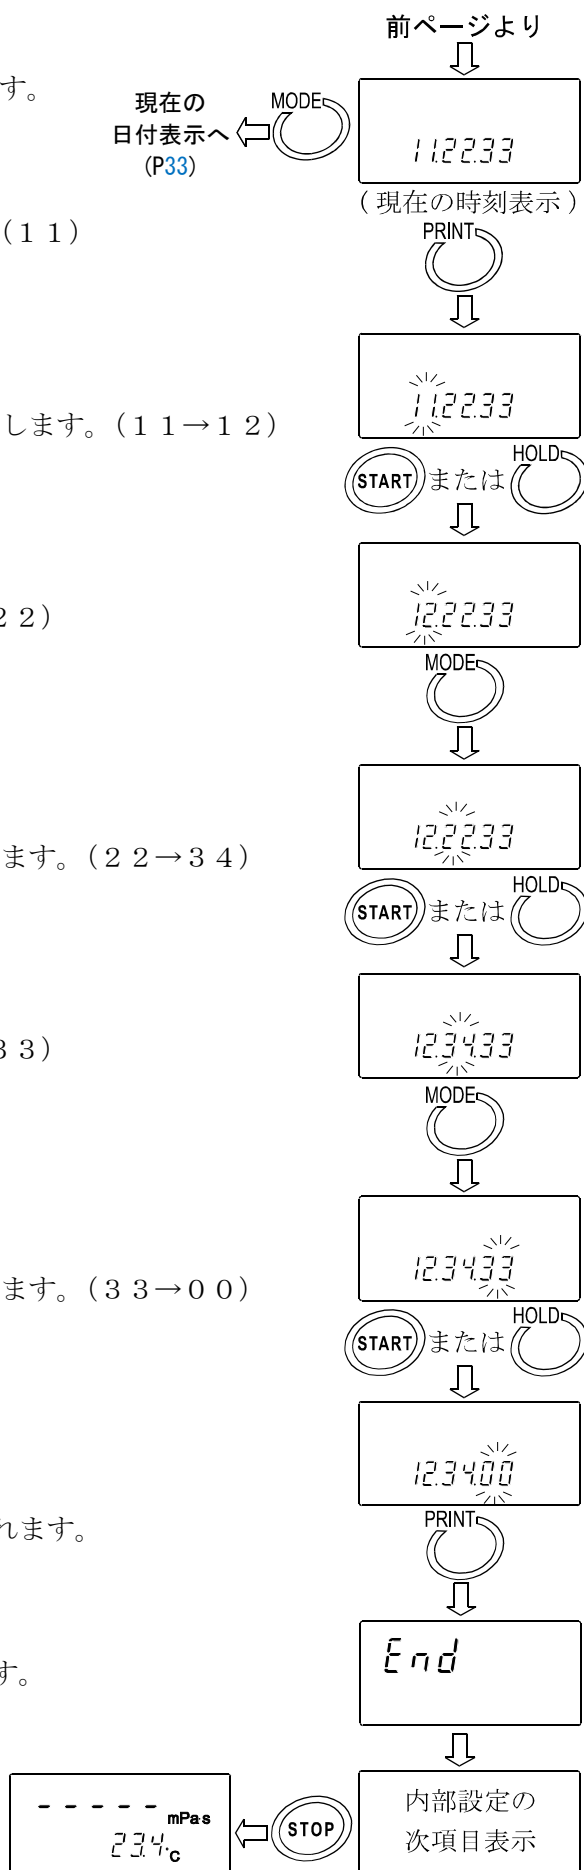 前ページより
す。
現在の
日付表示へ
(P33)
MODE
11.22.33
(現在の時刻表示)
(11)
PRINT
11.22.33
します。(11→12)
START または HOLD
12.22.33
22)
MODE
12.22.33
ます。(22→34)
START または HOLD
12.34.33
33)
MODE
12.34.33
ます。(33→00)
START または HOLD
12.34.00
れます。
PRINT
End
す。
内部設定の
次項目表示
STOP
- - - - - mPas
23.4°C